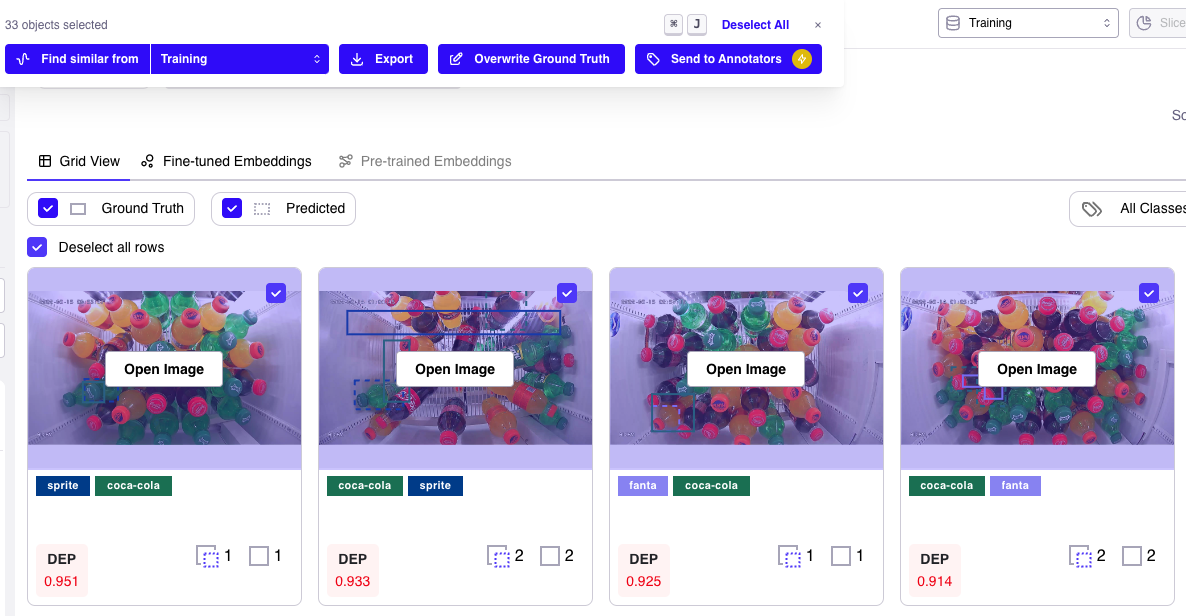 33 objects selected
⌘ J Deselect All ×
Find similar from Training Export Overwrite Ground Truth Send to Annotators
Training Slice
Sc
Grid View Fine-tuned Embeddings Pre-trained Embeddings
Ground Truth Predicted All Classes
Deselect all rows
Open Image Open Image Open Image Open Image
sprite coca-cola coca-cola sprite fanta coca-cola coca-cola fanta
DEP 1 1 DEP 2 2 DEP 1 1 DEP 2 2
0.951 0.933 0.925 0.914